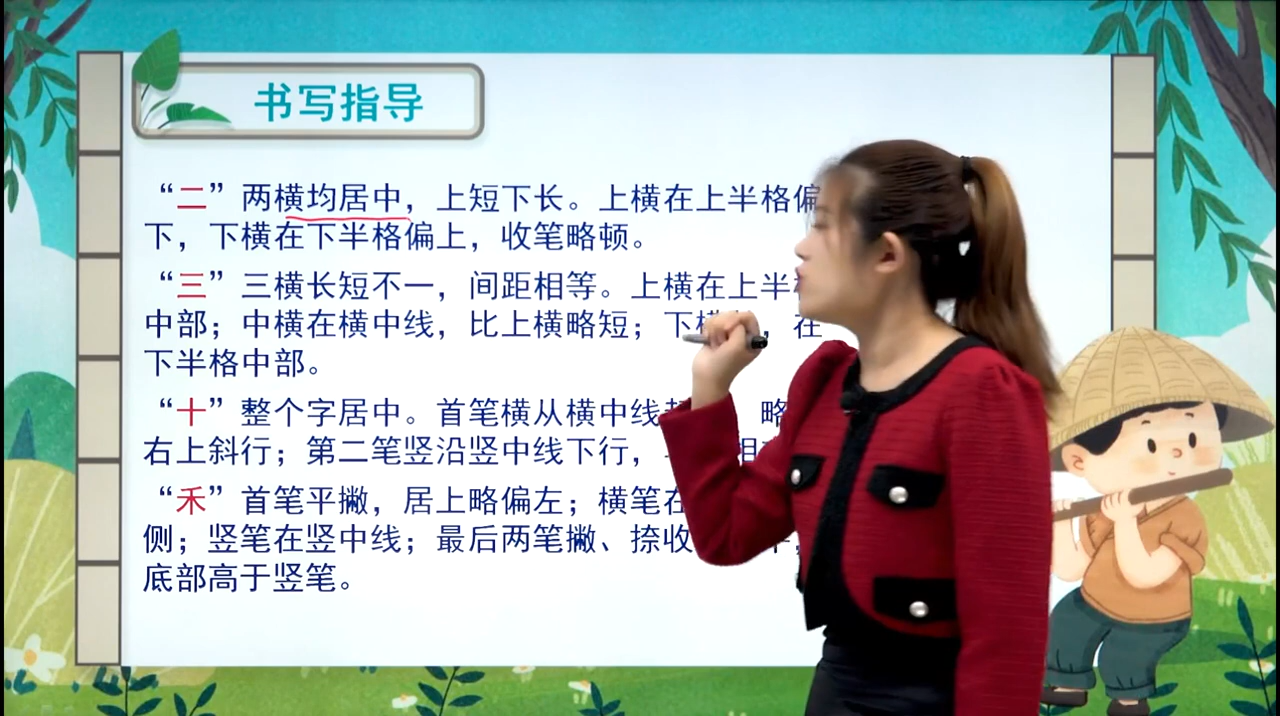 书写指导
“二”两横均居中，上短下长。上横在上半格偏
下，下横在下半格偏上，收笔略顿。
“三”三横长短不一，间距相等。上横在上半
中部；中横在横中线，比上横略短；下横 ，在
下半格中部。
“十”整个字居中。首笔横从横中线 略
右上斜行；第二笔竖沿竖中线下行， 相
“禾”首笔平撇，居上略偏左；横笔在
侧；竖笔在竖中线；最后两笔撇、捺收 ，
底部高于竖笔。